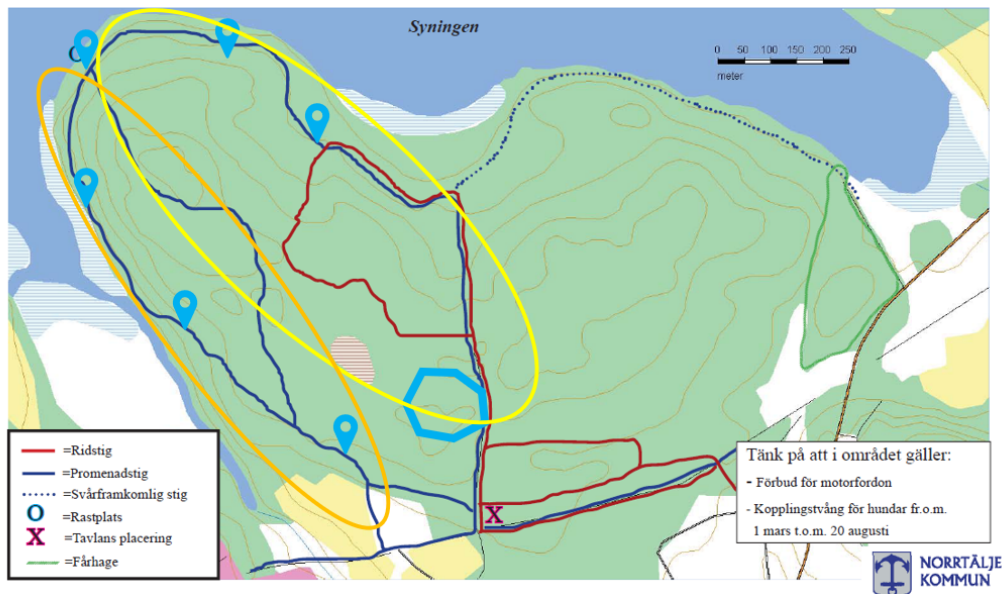 Syningen
0 50 100 150 200 250
meter
=Ridstig
=Promenadstig
=Svårframkomlig stig
O =Rastplats
X =Tavlans placering
=Fårhage
X
Tänk på att i området gäller:
- Förbud för motorfordon
- Kopplingstvång för hundar fr.o.m.
1 mars t.o.m. 20 augusti
NORRTÄLJE
KOMMUN